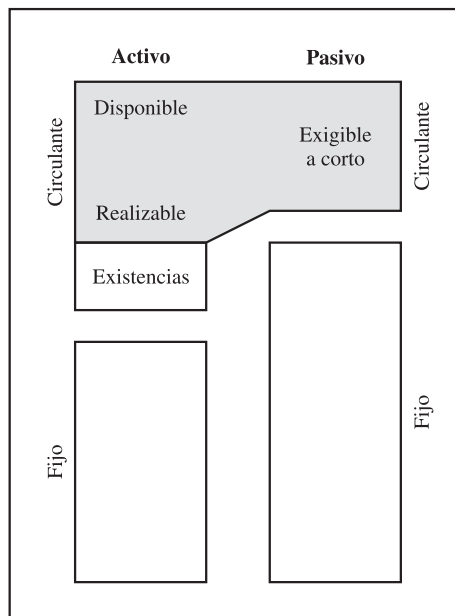 Activo
Pasivo
Circulante
Disponible
Realizable
Exigible
a corto
Circulante
Existencias
Fijo
Fijo